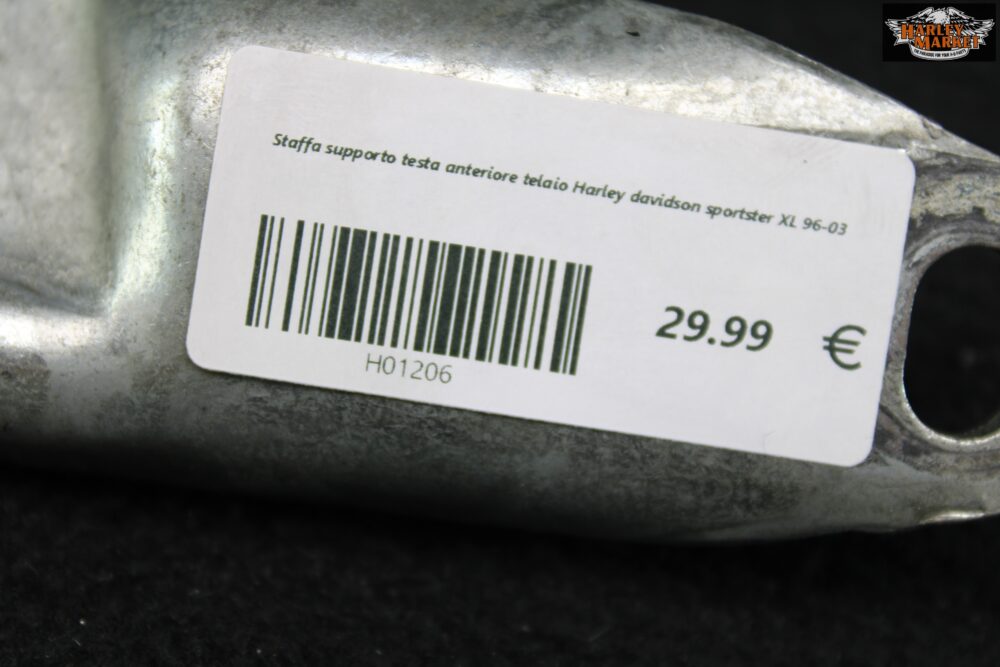 HARLEY
MARKET
Staffa supporto testa anteriore telaio Harley davidson sportster XL 96-03
29.99 €
H01206